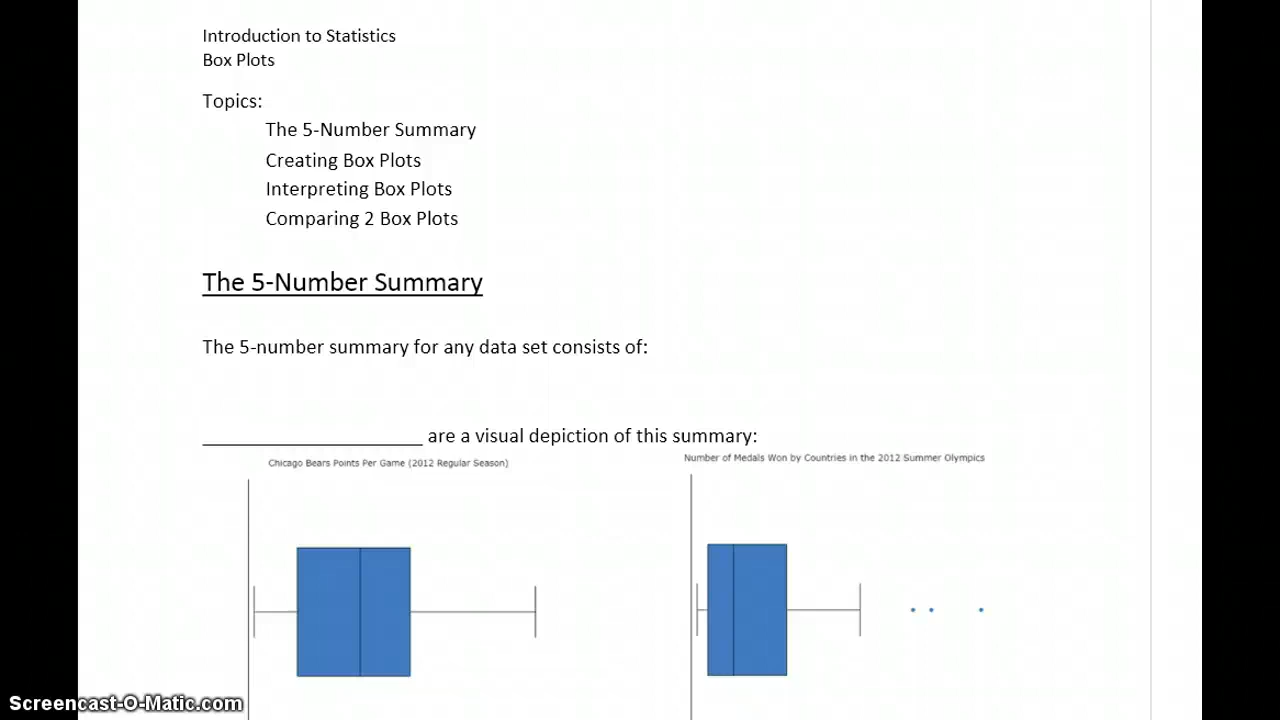 Introduction to Statistics
Box Plots
Topics:
The 5-Number Summary
Creating Box Plots
Interpreting Box Plots
Comparing 2 Box Plots
The 5-Number Summary
The 5-number summary for any data set consists of:
____________________ are a visual depiction of this summary:
Chicago Bears Points Per Game (2012 Regular Season)
Number of Medals Won by Countries in the 2012 Summer Olympics
Screencast-O-Matic.com